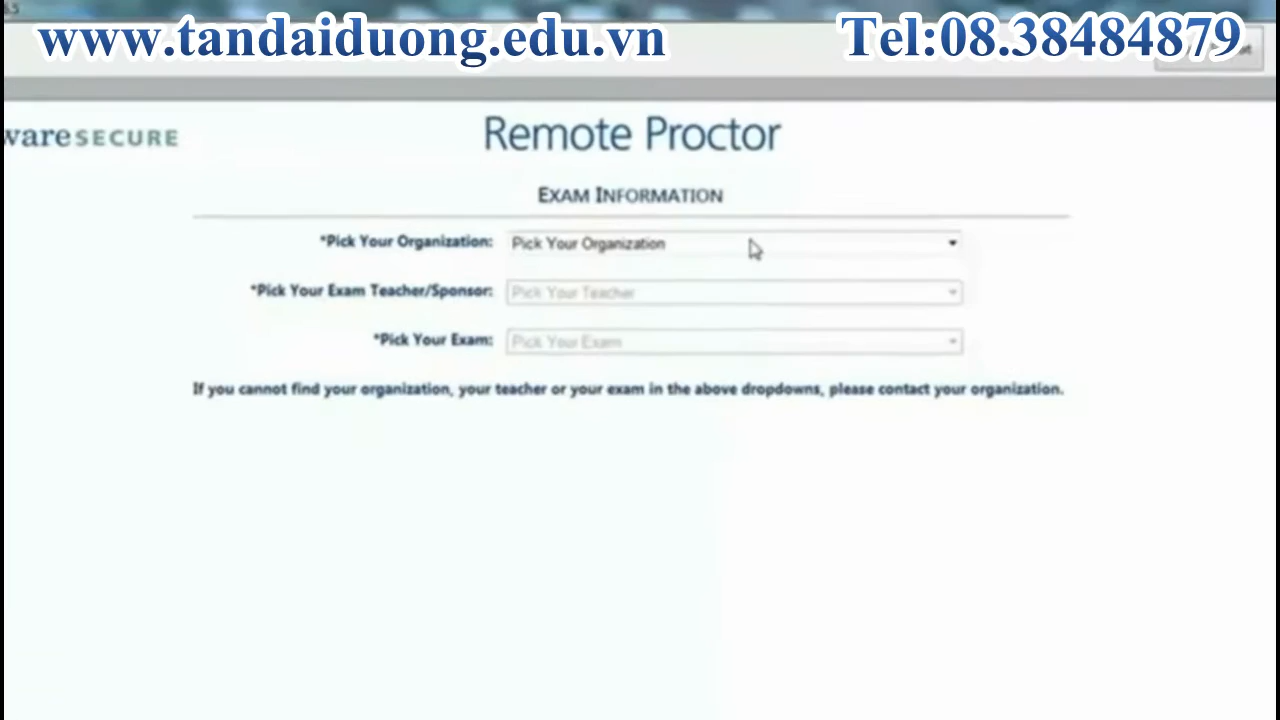 www.tandaiduong.edu.vn Tel:08.38484879
ware SECURE
Remote Proctor
EXAM INFORMATION
*Pick Your Organization: Pick Your Organization
*Pick Your Exam Teacher/Sponsor: Pick Your Teacher
*Pick Your Exam: Pick Your Exam
If you cannot find your organization, your teacher or your exam in the above dropdowns, please contact your organization.